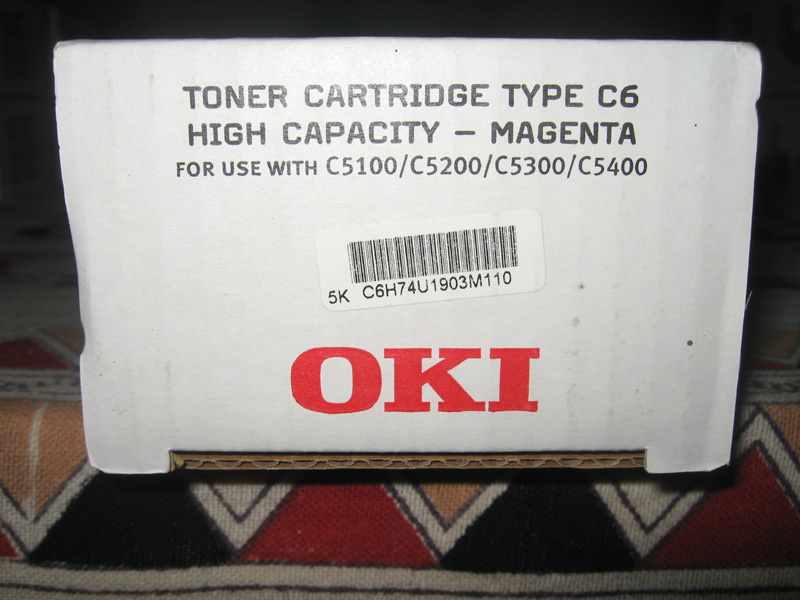 TONER CARTRIDGE TYPE C6
HIGH CAPACITY – MAGENTA
FOR USE WITH C5100/C5200/C5300/C5400
5K C6H74U1903M110
OKI